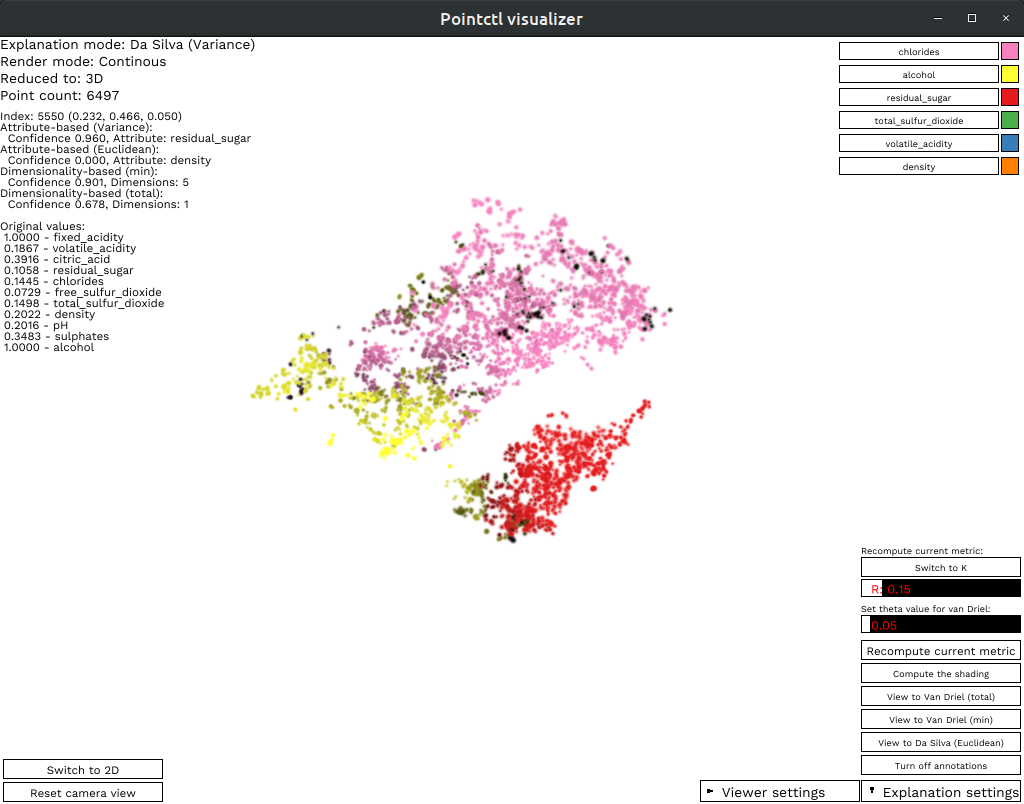 Pointctl visualizer
Explanation mode: Da Silva (Variance)
Render mode: Continous
Reduced to: 3D
Point count: 6497
Index: 5550 (0.232, 0.466, 0.050)
Attribute-based (Variance):
Confidence 0.960, Attribute: residual_sugar
Attribute-based (Euclidean):
Confidence 0.000, Attribute: density
Dimensionality-based (min):
Confidence 0.901, Dimensions: 5
Dimensionality-based (total):
Confidence 0.678, Dimensions: 1
Original values:
1.0000 - fixed_acidity
0.1867 - volatile_acidity
0.3916 - citric_acid
0.1058 - residual_sugar
0.1445 - chlorides
0.0729 - free_sulfur_dioxide
0.1498 - total_sulfur_dioxide
0.2022 - density
0.2016 - pH
0.3483 - sulphates
1.0000 - alcohol
chlorides
alcohol
residual_sugar
total_sulfur_dioxide
volatile_acidity
density
Recompute current metric:
Switch to K
R: 0.15
Set theta value for van Driel:
0.05
Recompute current metric
Compute the shading
View to Van Driel (total)
View to Van Driel (min)
View to Da Silva (Euclidean)
Turn off annotations
Switch to 2D
Reset camera view
Viewer settings
Explanation settings